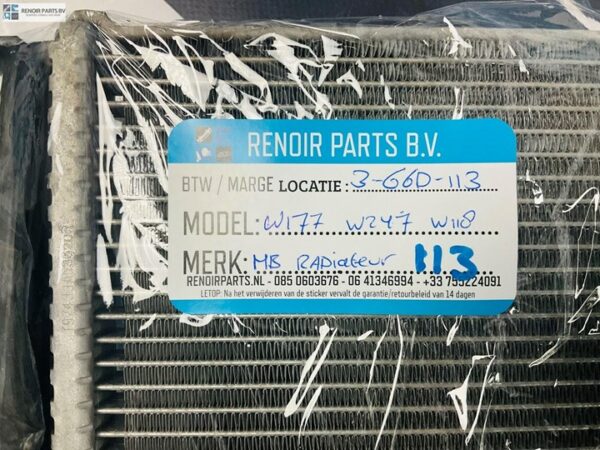 RENOIR PARTS BV
RENOIR PARTS B.V.
BTW / MARGE LOCATIE: 3-G60-113
MODEL: W177 W247 W118
MERK: MB RADiateur 113
RENOIRPARTS.NL - 085 0603676 - 06 41346994 - +33 755224091
LETOP: Na het verwijderen van de sticker vervalt de garantie/retourbeleid van 14 dagen